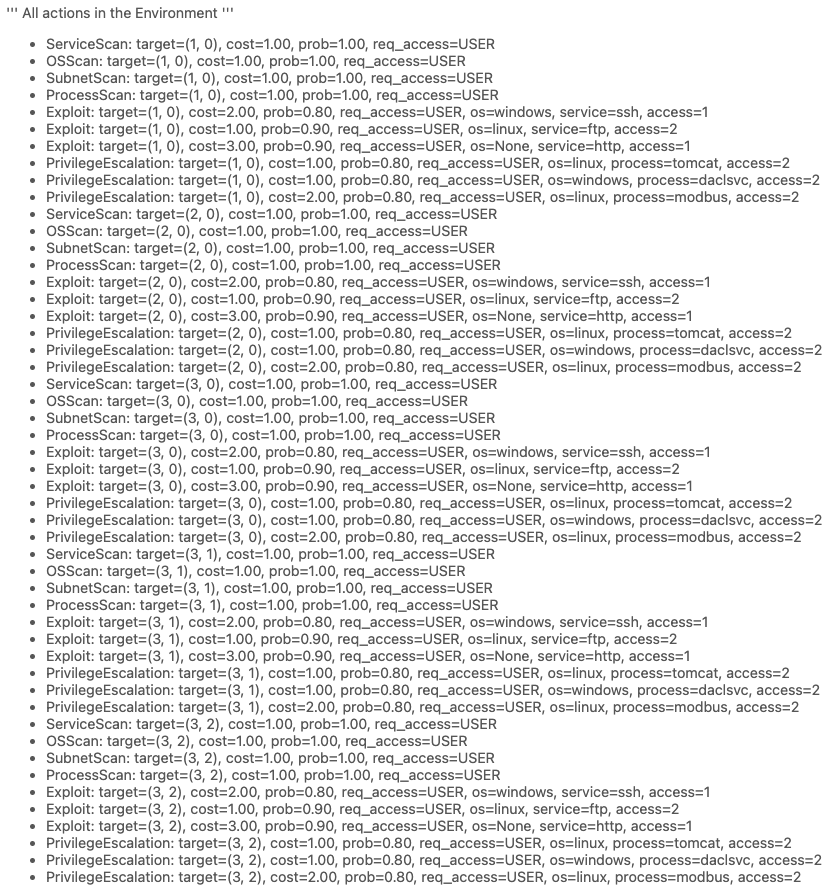 ''' All actions in the Environment '''
• ServiceScan: target=(1, 0), cost=1.00, prob=1.00, req_access=USER
• OSScan: target=(1, 0), cost=1.00, prob=1.00, req_access=USER
• SubnetScan: target=(1, 0), cost=1.00, prob=1.00, req_access=USER
• ProcessScan: target=(1, 0), cost=1.00, prob=1.00, req_access=USER
• Exploit: target=(1, 0), cost=2.00, prob=0.80, req_access=USER, os=windows, service=ssh, access=1
• Exploit: target=(1, 0), cost=1.00, prob=0.90, req_access=USER, os=linux, service=ftp, access=2
• Exploit: target=(1, 0), cost=3.00, prob=0.90, req_access=USER, os=None, service=http, access=1
• PrivilegeEscalation: target=(1, 0), cost=1.00, prob=0.80, req_access=USER, os=linux, process=tomcat, access=2
• PrivilegeEscalation: target=(1, 0), cost=1.00, prob=0.80, req_access=USER, os=windows, process=daclsvc, access=2
• PrivilegeEscalation: target=(1, 0), cost=2.00, prob=0.80, req_access=USER, os=linux, process=modbus, access=2
• ServiceScan: target=(2, 0), cost=1.00, prob=1.00, req_access=USER
• OSScan: target=(2, 0), cost=1.00, prob=1.00, req_access=USER
• SubnetScan: target=(2, 0), cost=1.00, prob=1.00, req_access=USER
• ProcessScan: target=(2, 0), cost=1.00, prob=1.00, req_access=USER
• Exploit: target=(2, 0), cost=2.00, prob=0.80, req_access=USER, os=windows, service=ssh, access=1
• Exploit: target=(2, 0), cost=1.00, prob=0.90, req_access=USER, os=linux, service=ftp, access=2
• Exploit: target=(2, 0), cost=3.00, prob=0.90, req_access=USER, os=None, service=http, access=1
• PrivilegeEscalation: target=(2, 0), cost=1.00, prob=0.80, req_access=USER, os=linux, process=tomcat, access=2
• PrivilegeEscalation: target=(2, 0), cost=1.00, prob=0.80, req_access=USER, os=windows, process=daclsvc, access=2
• PrivilegeEscalation: target=(2, 0), cost=2.00, prob=0.80, req_access=USER, os=linux, process=modbus, access=2
• ServiceScan: target=(3, 0), cost=1.00, prob=1.00, req_access=USER
• OSScan: target=(3, 0), cost=1.00, prob=1.00, req_access=USER
• SubnetScan: target=(3, 0), cost=1.00, prob=1.00, req_access=USER
• ProcessScan: target=(3, 0), cost=1.00, prob=1.00, req_access=USER
• Exploit: target=(3, 0), cost=2.00, prob=0.80, req_access=USER, os=windows, service=ssh, access=1
• Exploit: target=(3, 0), cost=1.00, prob=0.90, req_access=USER, os=linux, service=ftp, access=2
• Exploit: target=(3, 0), cost=3.00, prob=0.90, req_access=USER, os=None, service=http, access=1
• PrivilegeEscalation: target=(3, 0), cost=1.00, prob=0.80, req_access=USER, os=linux, process=tomcat, access=2
• PrivilegeEscalation: target=(3, 0), cost=1.00, prob=0.80, req_access=USER, os=windows, process=daclsvc, access=2
• PrivilegeEscalation: target=(3, 0), cost=2.00, prob=0.80, req_access=USER, os=linux, process=modbus, access=2
• ServiceScan: target=(3, 1), cost=1.00, prob=1.00, req_access=USER
• OSScan: target=(3, 1), cost=1.00, prob=1.00, req_access=USER
• SubnetScan: target=(3, 1), cost=1.00, prob=1.00, req_access=USER
• ProcessScan: target=(3, 1), cost=1.00, prob=1.00, req_access=USER
• Exploit: target=(3, 1), cost=2.00, prob=0.80, req_access=USER, os=windows, service=ssh, access=1
• Exploit: target=(3, 1), cost=1.00, prob=0.90, req_access=USER, os=linux, service=ftp, access=2
• Exploit: target=(3, 1), cost=3.00, prob=0.90, req_access=USER, os=None, service=http, access=1
• PrivilegeEscalation: target=(3, 1), cost=1.00, prob=0.80, req_access=USER, os=linux, process=tomcat, access=2
• PrivilegeEscalation: target=(3, 1), cost=1.00, prob=0.80, req_access=USER, os=windows, process=daclsvc, access=2
• PrivilegeEscalation: target=(3, 1), cost=2.00, prob=0.80, req_access=USER, os=linux, process=modbus, access=2
• ServiceScan: target=(3, 2), cost=1.00, prob=1.00, req_access=USER
• OSScan: target=(3, 2), cost=1.00, prob=1.00, req_access=USER
• SubnetScan: target=(3, 2), cost=1.00, prob=1.00, req_access=USER
• ProcessScan: target=(3, 2), cost=1.00, prob=1.00, req_access=USER
• Exploit: target=(3, 2), cost=2.00, prob=0.80, req_access=USER, os=windows, service=ssh, access=1
• Exploit: target=(3, 2), cost=1.00, prob=0.90, req_access=USER, os=linux, service=ftp, access=2
• Exploit: target=(3, 2), cost=3.00, prob=0.90, req_access=USER, os=None, service=http, access=1
• PrivilegeEscalation: target=(3, 2), cost=1.00, prob=0.80, req_access=USER, os=linux, process=tomcat, access=2
• PrivilegeEscalation: target=(3, 2), cost=1.00, prob=0.80, req_access=USER, os=windows, process=daclsvc, access=2
• PrivilegeEscalation: target=(3, 2), cost=2.00, prob=0.80, req_access=USER, os=linux, process=modbus, access=2